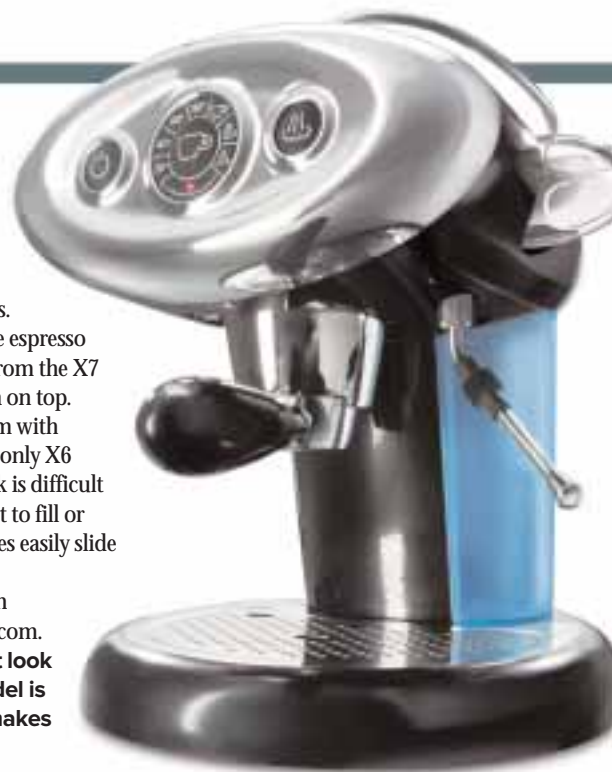 s.
e espresso
rom the X7
n on top.
m with
only X6
k is difficult
t to fill or
es easily slide
n
com.
t look
del is
nakes